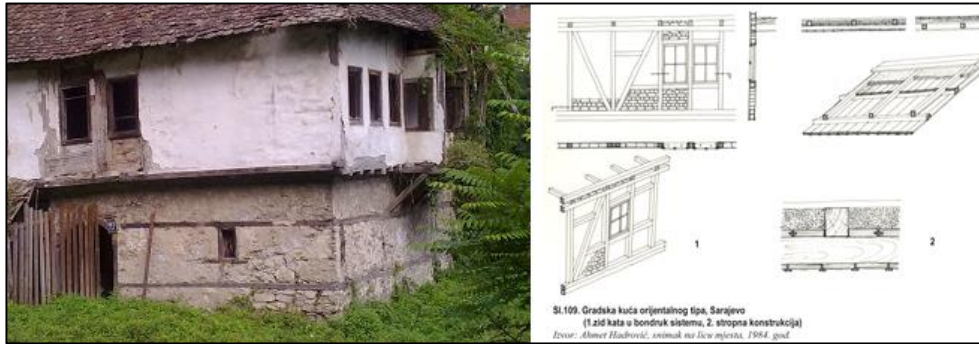 1
2
Sl.109. Gradska kuća orijentalnog tipa, Sarajevo
(1.zid kata u bondruk sistemu, 2. stropna konstrukcija)
Izvor: Ahmet Hadrović, snimak na licu mjesta, 1984. god.